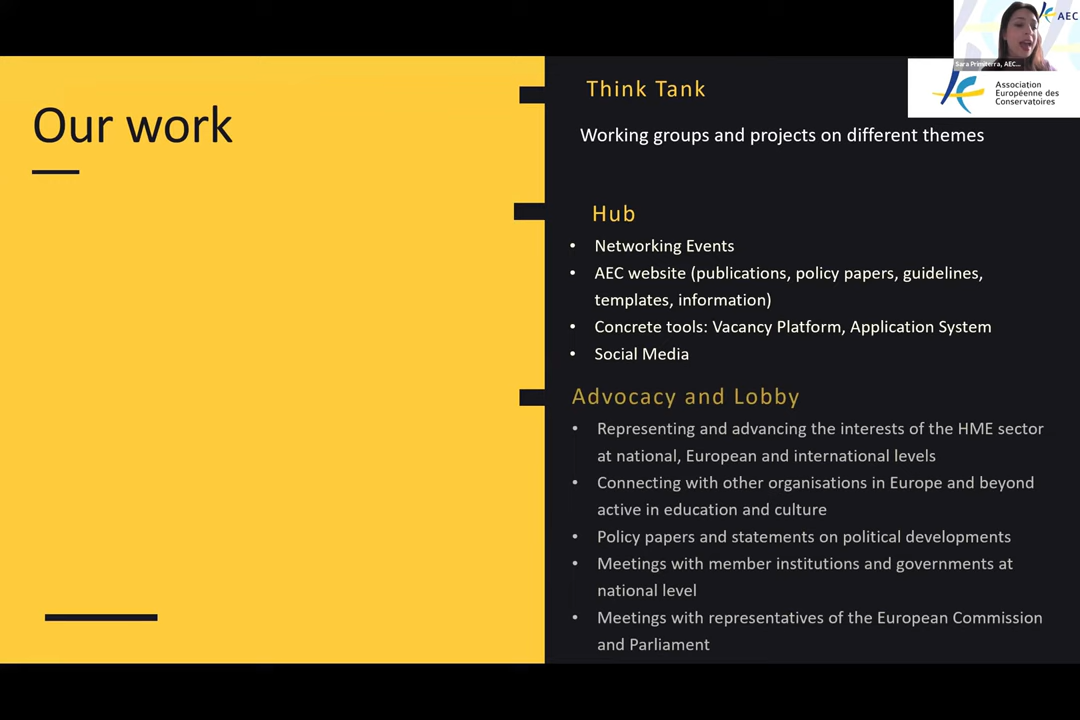 AEC
Sara Primiterra, AEC...
Association
Européenne des
Conservatoires
Our work
Think Tank
Working groups and projects on different themes
Hub
• Networking Events
• AEC website (publications, policy papers, guidelines,
templates, information)
• Concrete tools: Vacancy Platform, Application System
• Social Media
Advocacy and Lobby
• Representing and advancing the interests of the HME sector
at national, European and international levels
• Connecting with other organisations in Europe and beyond
active in education and culture
• Policy papers and statements on political developments
• Meetings with member institutions and governments at
national level
• Meetings with representatives of the European Commission
and Parliament